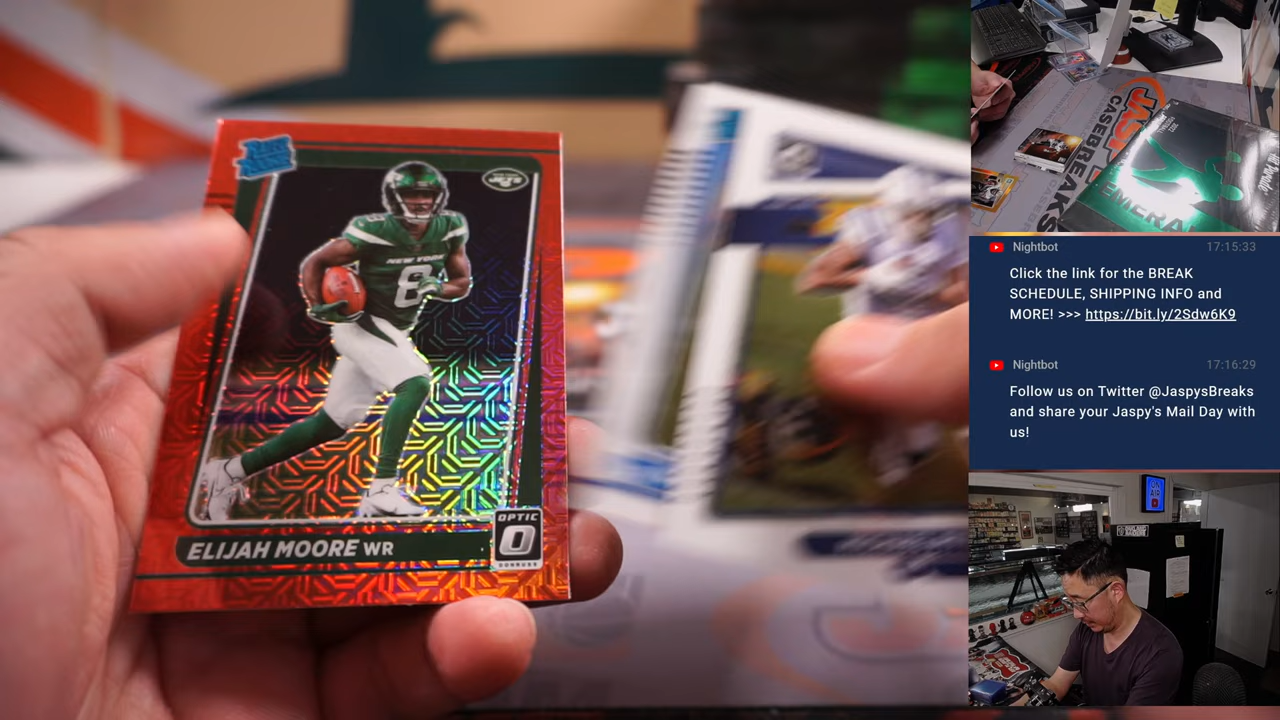 Rated
Rookie
JETS
NEW YORK
8
ELIJAH MOORE WR
OPTIC
DONRUSS
JASPY'S
CASEBREAKS
EMERA
Nightbot 17:15:33
Click the link for the BREAK
SCHEDULE, SHIPPING INFO and
MORE! >>> https://bit.ly/2Sdw6K9
Nightbot 17:16:29
Follow us on Twitter @JaspysBreaks
and share your Jaspy's Mail Day with
us!